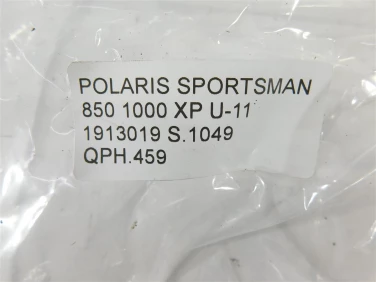 POLARIS SPORTSMAN
850 1000 XP U-11
1913019 S.1049
QPH.459